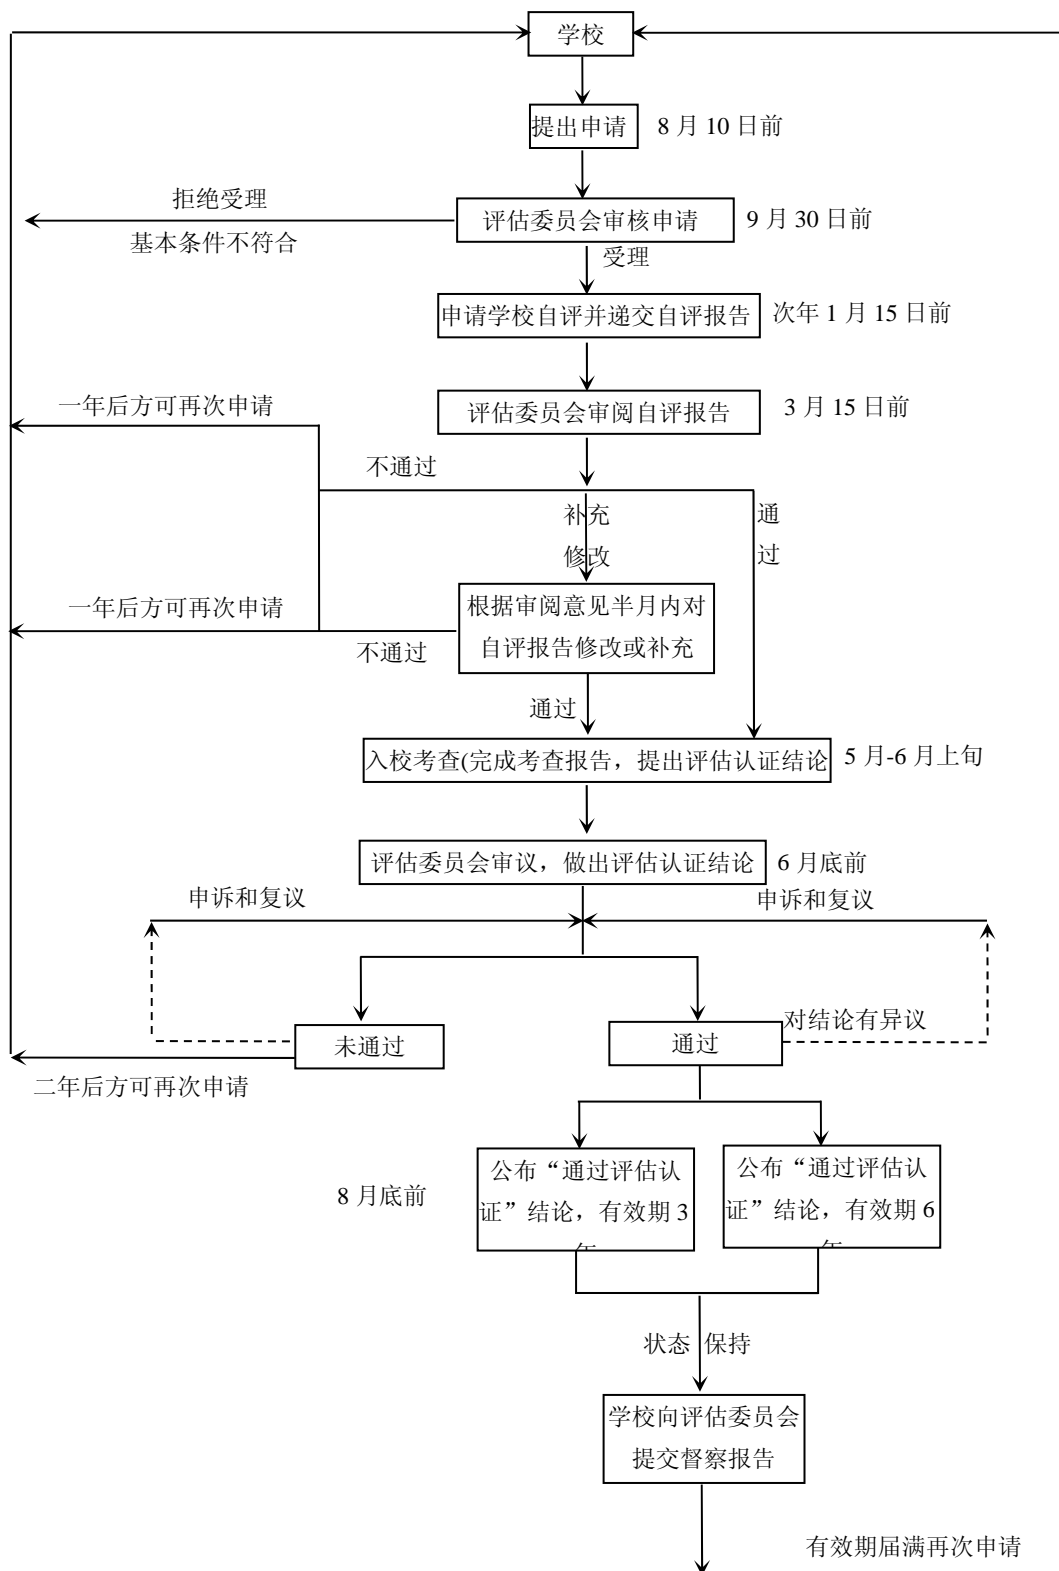 学校
提出申请
8 月 10 日前
拒绝受理
评估委员会审核申请
9 月 30 日前
基本条件不符合
受理
申请学校自评并递交自评报告
次年 1 月 15 日前
一年后方可再次申请
评估委员会审阅自评报告
3 月 15 日前
不通过
补充
修改
通
过
一年后方可再次申请
根据审阅意见半月内对
自评报告修改或补充
不通过
通过
入校考查(完成考查报告，提出评估认证结论
5 月-6 月上旬
评估委员会审议，做出评估认证结论
6 月底前
申诉和复议
申诉和复议
未通过
通过
对结论有异议
二年后方可再次申请
8 月底前
公布“通过评估认
证”结论，有效期 3
公布“通过评估认
证”结论，有效期 6
状态 保持
学校向评估委员会
提交督察报告
有效期届满再次申请